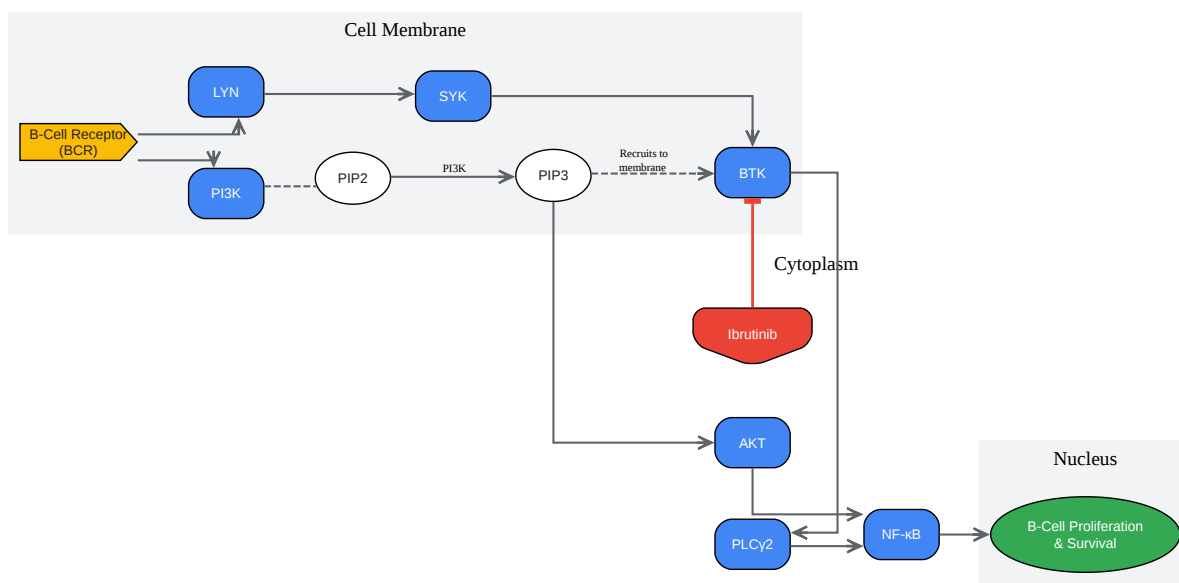 Cell Membrane
LYN
SYK
B-Cell Receptor
(BCR)
PI3K
PIP2
PI3K
PIP3
Recruits to
membrane
BTK
Cytoplasm
Ibrutinib
AKT
Nucleus
PLCγ2
NF-κB
B-Cell Proliferation
& Survival